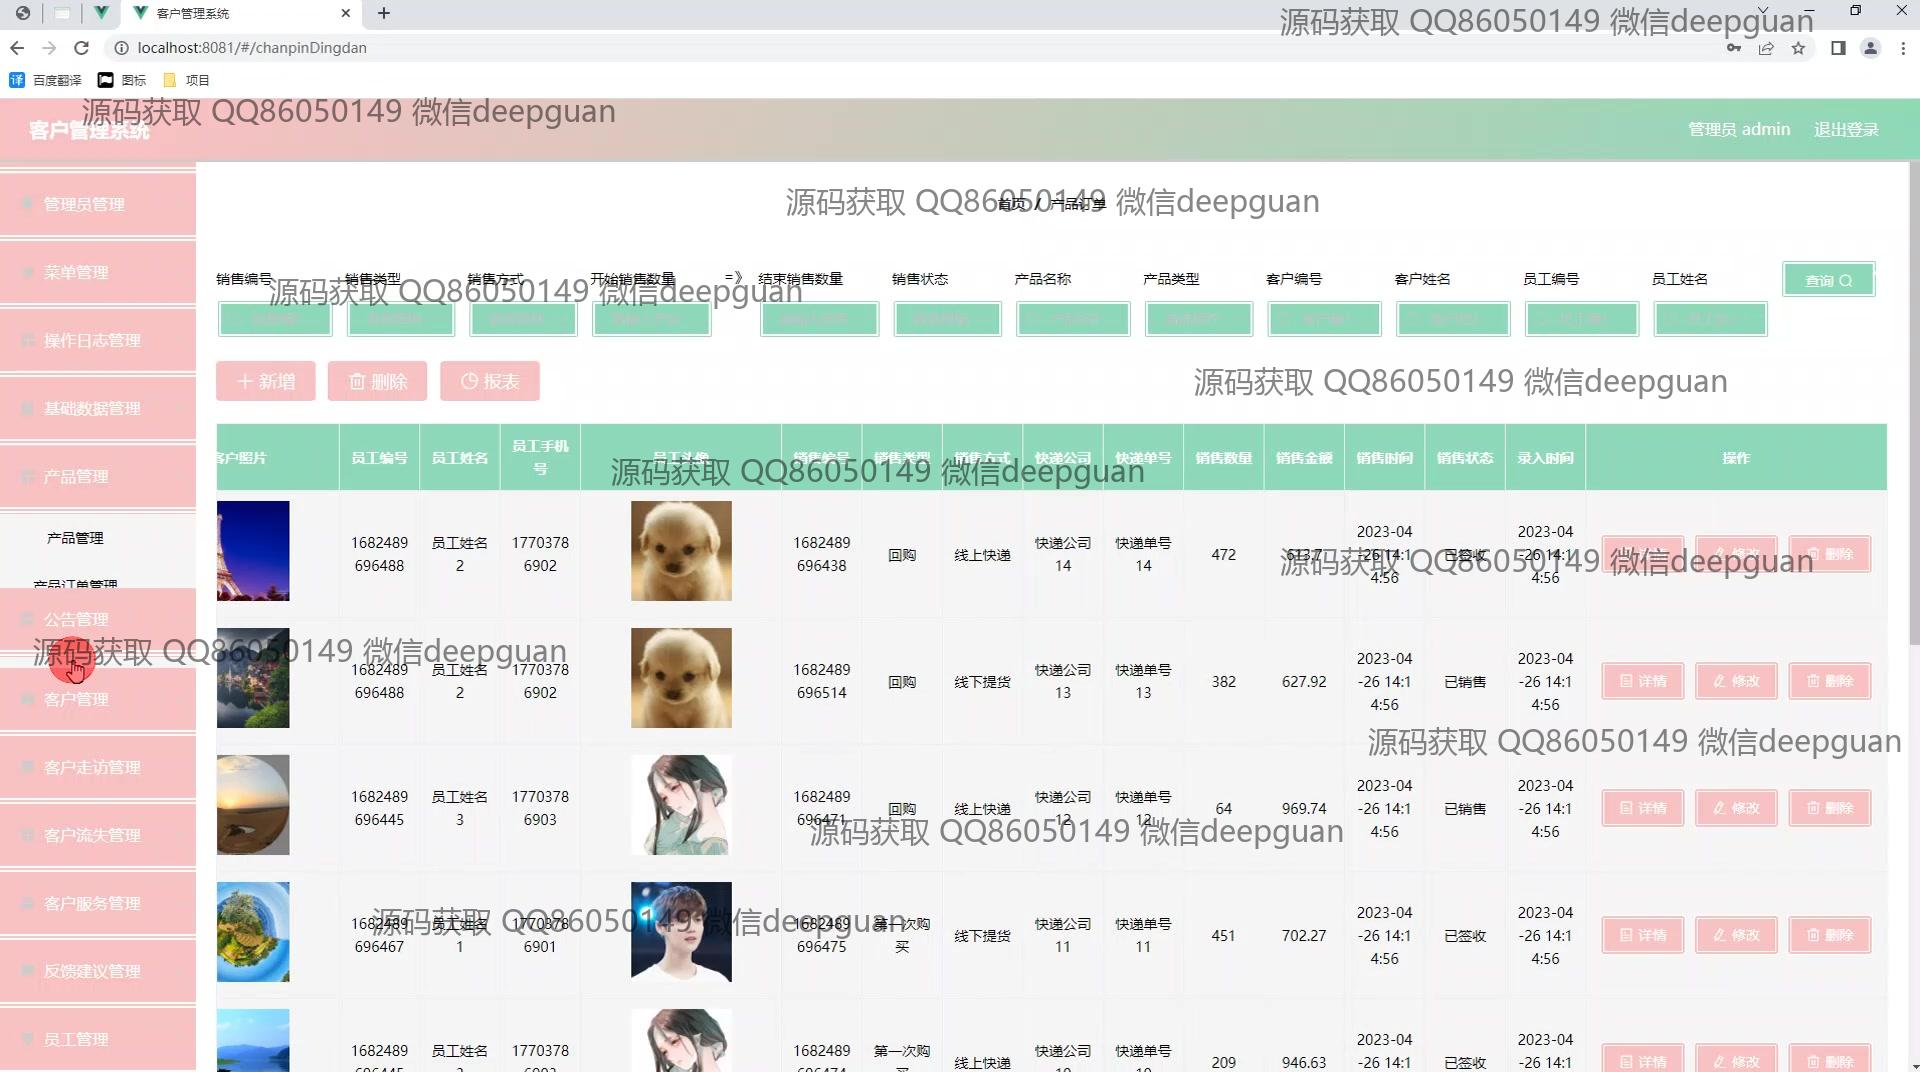 客户管理系统
localhost:8081/#/chanpinDingdan
百度翻译 图标 项目
源码获取 QQ86050149 微信deepguan
源码获取 QQ86050149 微信deepguan
客户管理系统
管理员 admin 退出登录
源码获取 QQ86050149 微信deepguan
首页 / 产品订单
管理员管理
菜单管理
操作日志管理
基础数据管理
产品管理
产品管理
产品订单管理
公告管理
客户管理
客户走访管理
客户流失管理
客户服务管理
反馈建议管理
员工管理
销售编号 销售类型 销售方式 开始销售数量 =》 结束销售数量 销售状态 产品名称 产品类型 客户编号 客户姓名 员工编号 员工姓名 查询
源码获取 QQ86050149 微信deepguan
新增 删除 报表
源码获取 QQ86050149 微信deepguan
客户照片 员工编号 员工姓名 员工手机号 员工头像 销售编号 销售类型 销售方式 快递公司 快递单号 销售数量 销售金额 销售时间 销售状态 录入时间 操作
源码获取 QQ86050149 微信deepguan
1682489696488 员工姓名2 17703786902 1682489696438 回购 线上快递 快递公司14 快递单号14 472 613.7 2023-04-26 14:14:56 已签收 2023-04-26 14:14:56 修改 删除
源码获取 QQ86050149 微信deepguan
源码获取 QQ86050149 微信deepguan
1682489696488 员工姓名2 17703786902 1682489696514 回购 线下提货 快递公司13 快递单号13 382 627.92 2023-04-26 14:14:56 已销售 2023-04-26 14:14:56 详情 修改 删除
源码获取 QQ86050149 微信deepguan
1682489696445 员工姓名3 17703786903 1682489696471 回购 线上快递 快递公司12 快递单号12 64 969.74 2023-04-26 14:14:56 已销售 2023-04-26 14:14:56 详情 修改 删除
源码获取 QQ86050149 微信deepguan
1682489696467 员工姓名1 17703786901 1682489696475 第一次购买 线下提货 快递公司11 快递单号11 451 702.27 2023-04-26 14:14:56 已签收 2023-04-26 14:14:56 详情 修改 删除
源码获取 QQ86050149 微信deepguan
1682489 员工姓名 1770378 1682489 第一次购 线上快递 快递公司 快递单号 209 946.63 2023-04-26 14:1 已签收 2023-04-26 14:1 详情 修改 删除